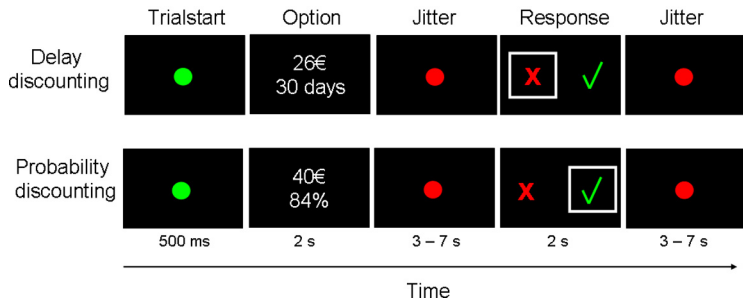 Trialstart Option Jitter Response Jitter
Delay discounting
26€
30 days
x √
Probability discounting
40€
84%
x √
500 ms 2 s 3 – 7 s 2 s 3 – 7 s
Time